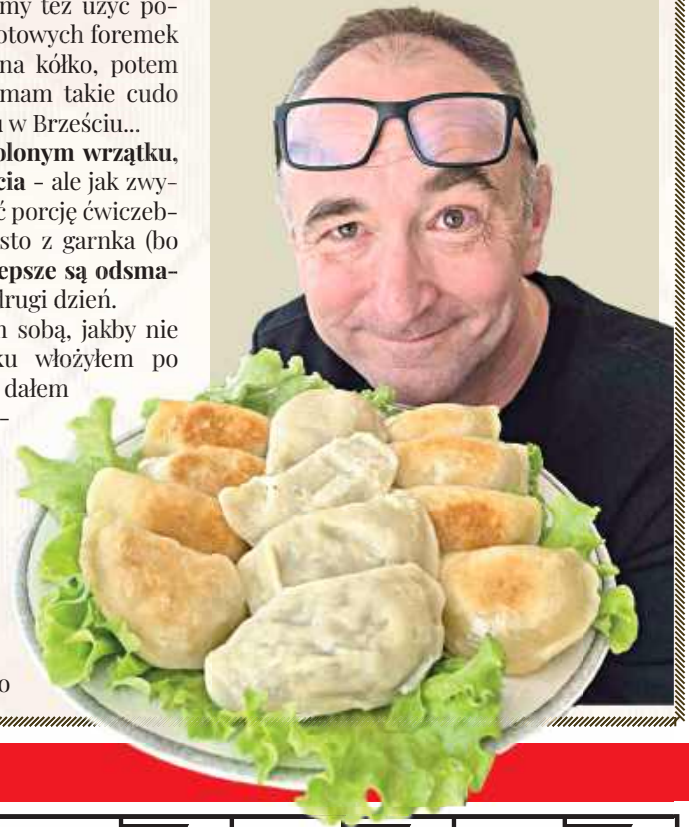 my też użyć po-
otowych foremek
na kółko, potem
mam takie cudo
w Brześciu...
olonym wrzątku,
cia - ale jak zwy-
ć porcję ćwiczeb-
sto z garnka (bo
epsze są odsma-
drugi dzień.
sobą, jakby nie
ku włożyłem po
dałem
–
o